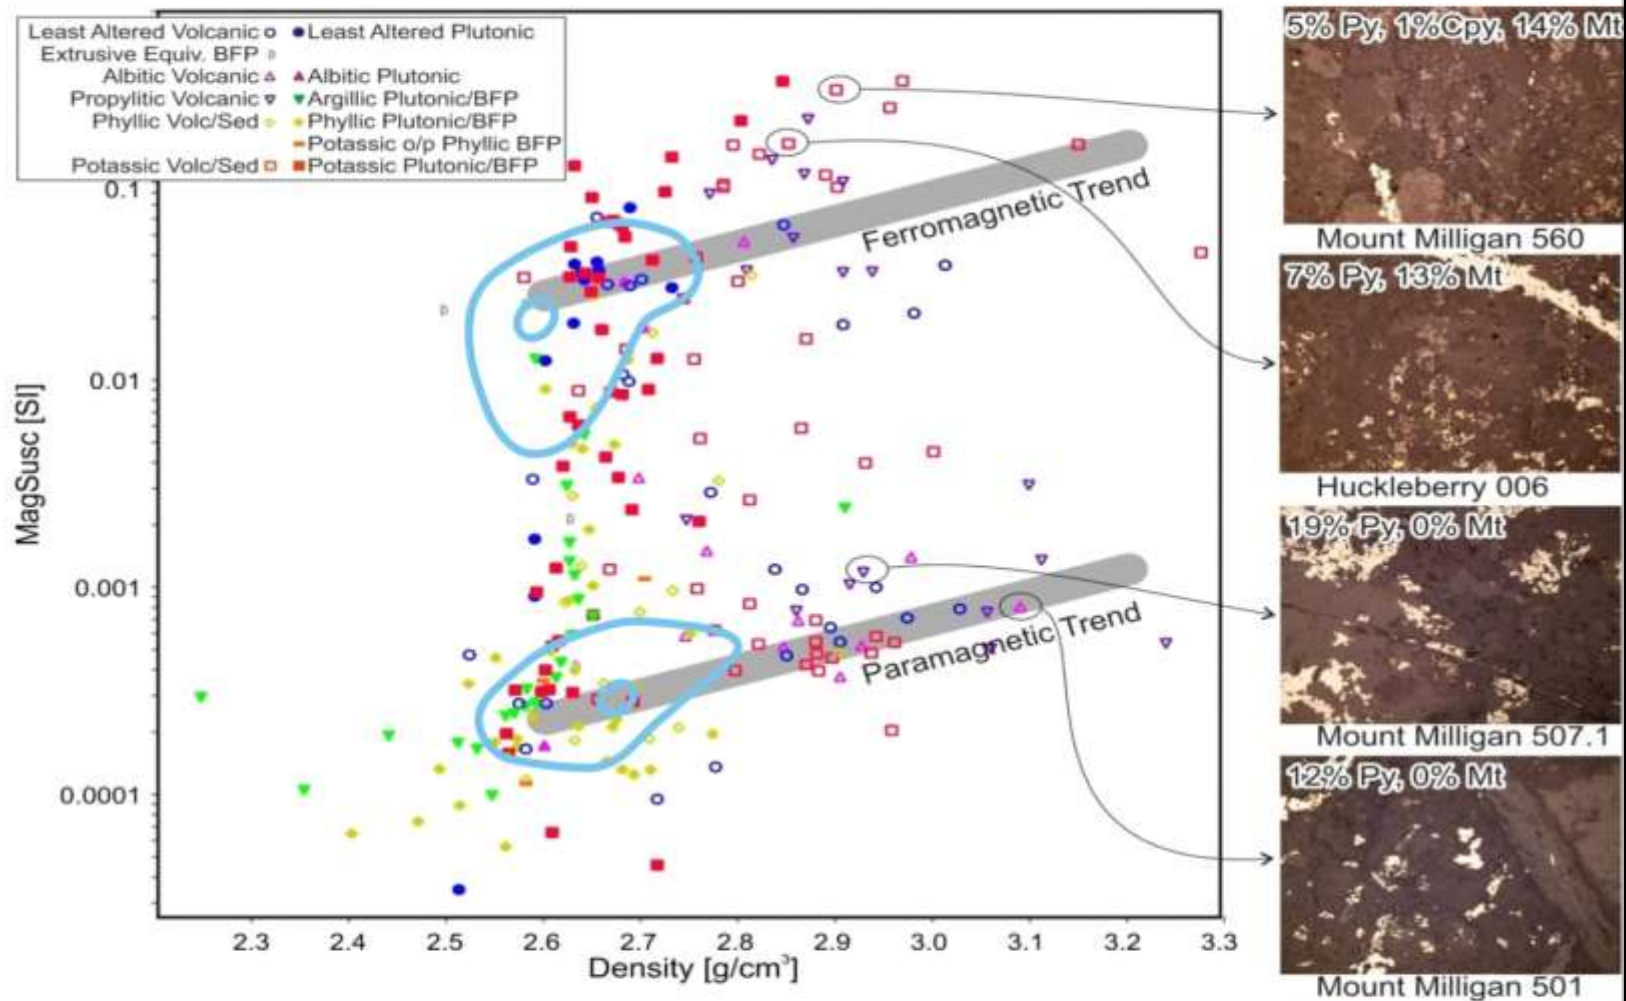 Least Altered Volcanic
Least Altered Plutonic
Extrusive Equiv. BFP
Albitic Volcanic
Albitic Plutonic
Propylitic Volcanic
Argillic Plutonic/BFP
Phyllic Volc/Sed
Phyllic Plutonic/BFP
Potassic o/p Phyllic BFP
Potassic Volc/Sed
Potassic Plutonic/BFP
MagSusc [SI]
0.1
0.01
0.001
0.0001
Ferromagnetic Trend
Paramagnetic Trend
2.3 2.4 2.5 2.6 2.7 2.8 2.9 3.0 3.1 3.2 3.3
Density [g/cm³]
5% Py, 1%Cpy, 14% Mt
Mount Milligan 560
7% Py, 13% Mt
Huckleberry 006
19% Py, 0% Mt
Mount Milligan 507.1
12% Py, 0% Mt
Mount Milligan 501